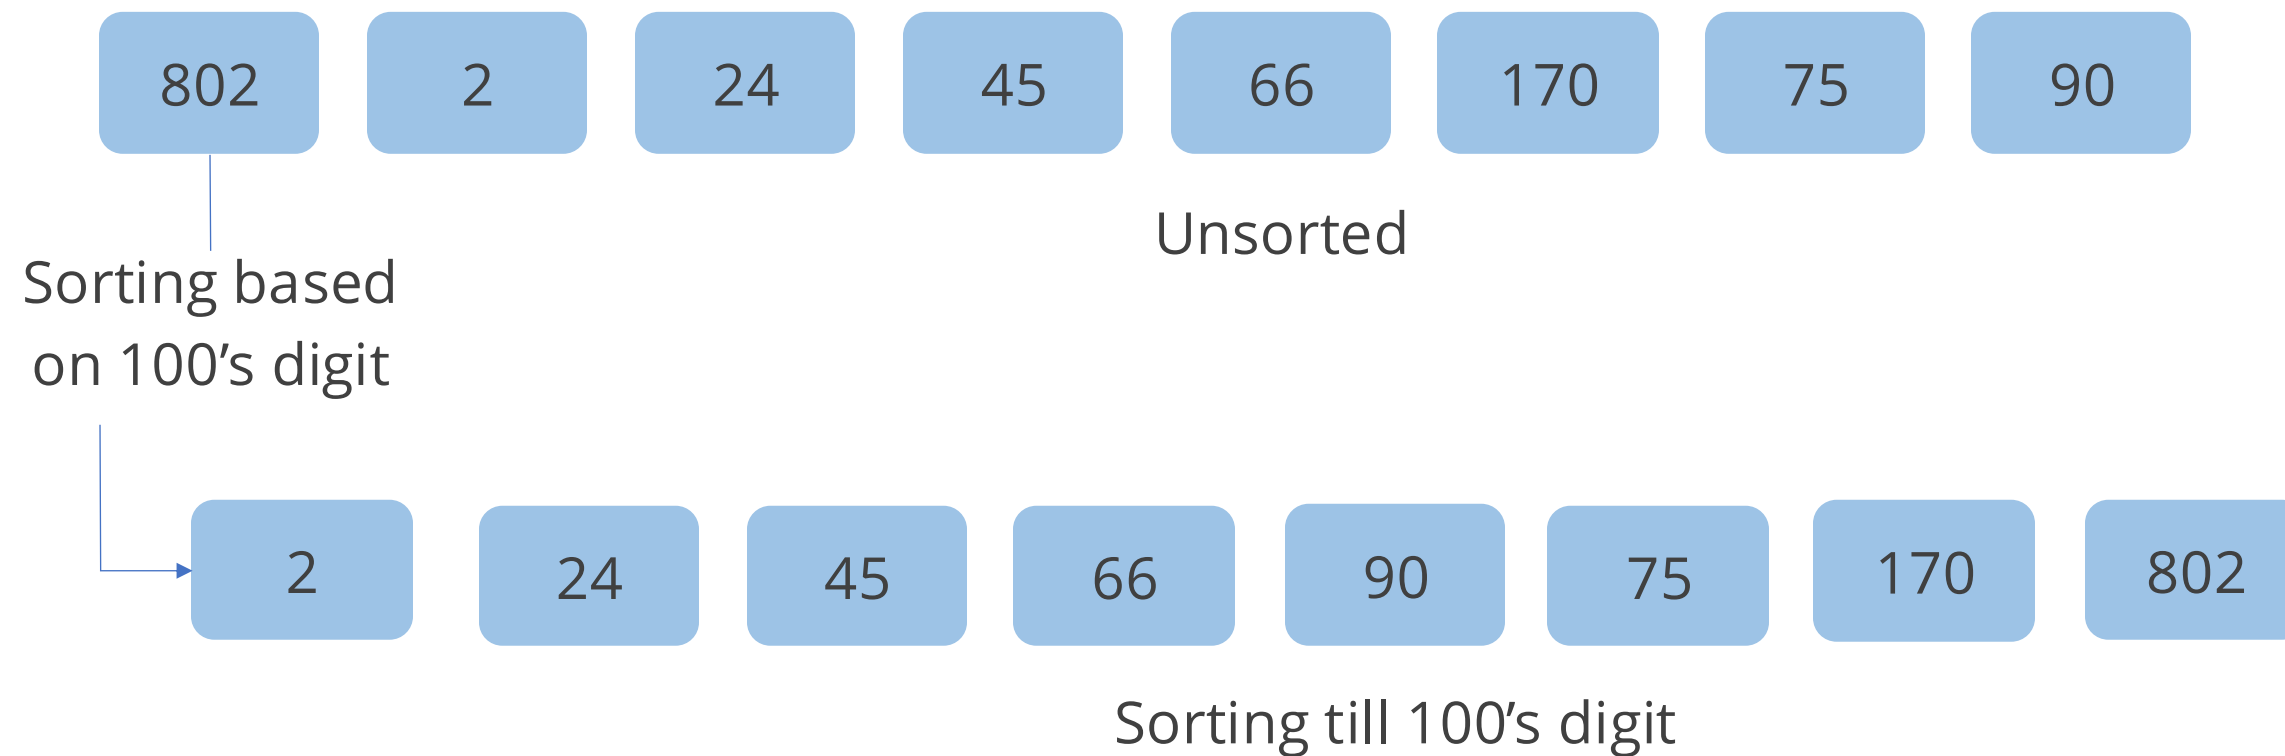 802 2 24 45 66 170 75 90
Unsorted
Sorting based
on 100’s digit
2 24 45 66 90 75 170 802
Sorting till 100’s digit